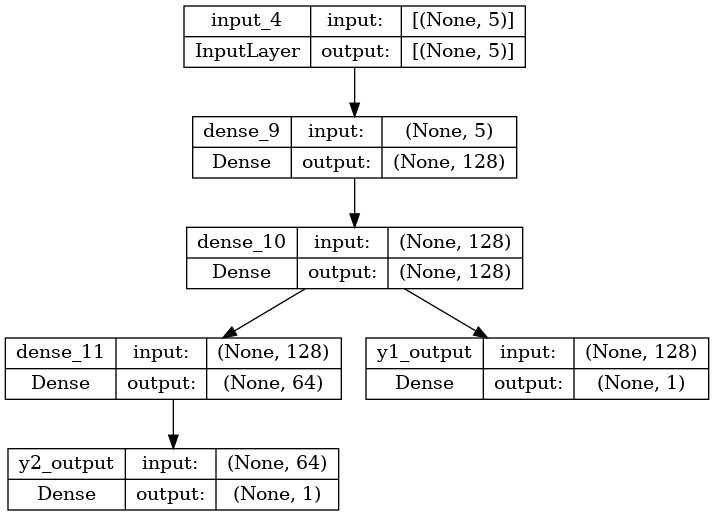 input_4 input: [(None, 5)]
InputLayer output: [(None, 5)]
dense_9 input: (None, 5)
Dense output: (None, 128)
dense_10 input: (None, 128)
Dense output: (None, 128)
dense_11 input: (None, 128)
Dense output: (None, 64)
y1_output input: (None, 128)
Dense output: (None, 1)
y2_output input: (None, 64)
Dense output: (None, 1)